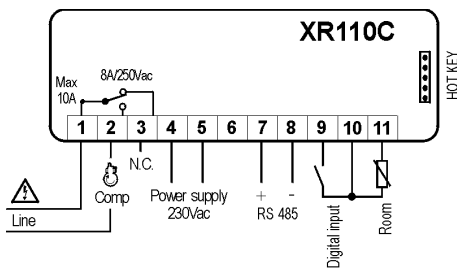 XR110C
8A/250Vac
Max
10A
HOT KEY
1 2 3 4 5 6 7 8 9 10 11
N.C.
Comp
Line
Power supply
230Vac
+ -
RS 485
Digital input
Room